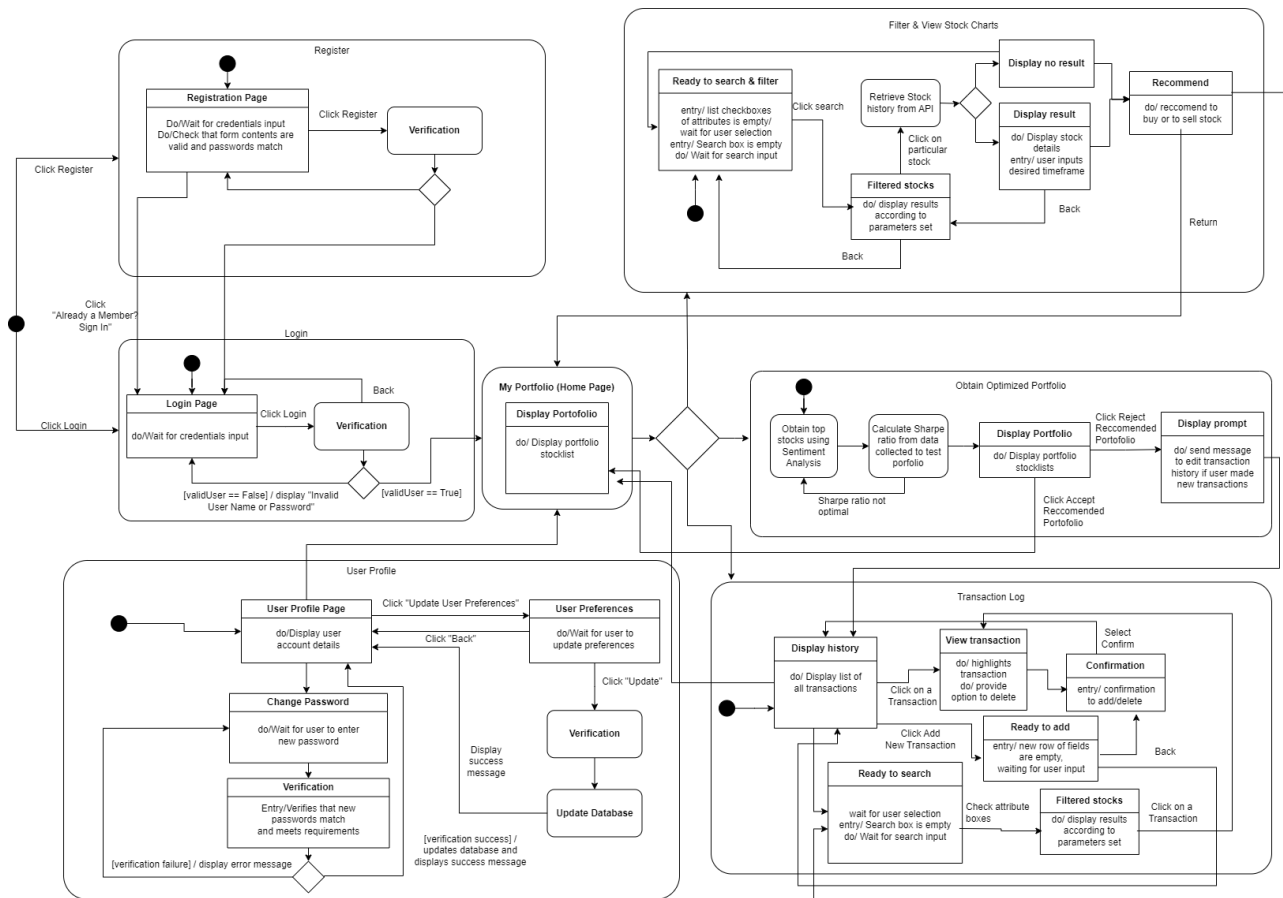 Register
Registration Page
Do/Wait for credentials input
Do/Check that form contents are
valid and passwords match
Click Register
Verification
Click Register
Click
"Already a Member?
Sign In"
Click Login
Login
Login Page
do/Wait for credentials input
Click Login
Back
Verification
[validUser == False] / display "Invalid
User Name or Password"
[validUser == True]
My Portfolio (Home Page)
Display Portofolio
do/ Display portfolio
stocklist
Filter & View Stock Charts
Ready to search & filter
entry/ list checkboxes
of attributes is empty/
wait for user selection
entry/ Search box is empty
do/ Wait for search input
Click search
Retrieve Stock
history from API
Click on
particular
stock
Filtered stocks
do/ display results
according to
parameters set
Back
Display no result
Display result
do/ Display stock
details
entry/ user inputs
desired timeframe
Back
Recommend
do/ reccomend to
buy or to sell stock
Return
Obtain Optimized Portfolio
Obtain top
stocks using
Sentiment
Analysis
Calculate Sharpe
ratio from data
collected to test
porfolio
Sharpe ratio not
optimal
Display Portfolio
do/ Display portfolio
stocklists
Click Reject
Reccomended
Portofolio
Click Accept
Reccomended
Portofolio
Display prompt
do/ send message
to edit transaction
history if user made
new transactions
User Profile
User Profile Page
do/Display user
account details
Click "Update User Preferences"
Click "Back"
User Preferences
do/Wait for user to
update preferences
Click "Update"
Verification
Update Database
Display
success
message
Change Password
do/Wait for user to enter
new password
Verification
Entry/Verifies that new
passwords match
and meets requirements
[verification failure] / display error message
[verification success] /
updates database and
displays success message
Transaction Log
Display history
do/ Display list of
all transactions
Click on a
Transaction
View transaction
do/ highlights
transaction
do/ provide
option to delete
Select
Confirm
Confirmation
entry/ confirmation
to add/delete
Click Add
New Transaction
Ready to add
entry/ new row of fields
are empty,
waiting for user input
Back
Ready to search
wait for user selection
entry/ Search box is empty
do/ Wait for search input
Check attribute
boxes
Filtered stocks
do/ display results
according to
parameters set
Click on a
Transaction